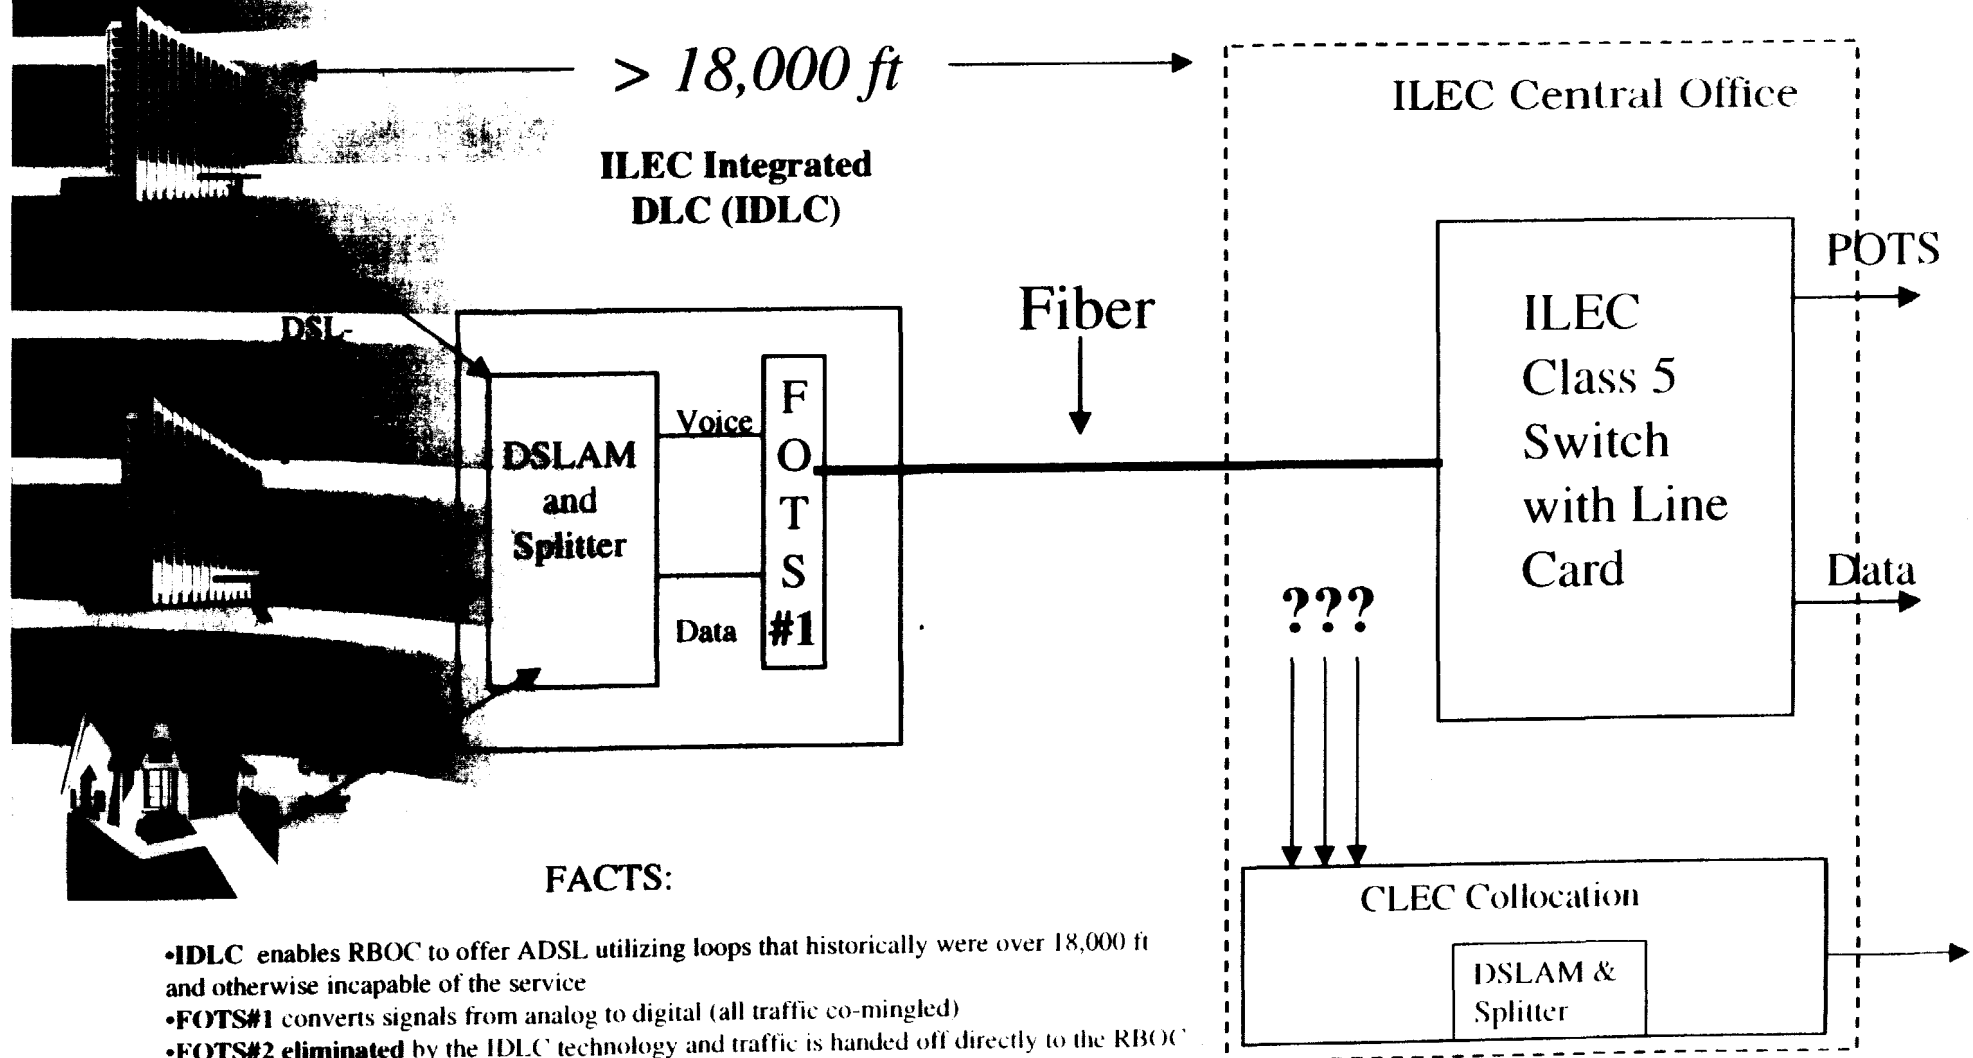 > 18,000 ft
ILEC Central Office
ILEC Integrated
DLC (IDLC)
POTS
Fiber
ILEC
Class 5
Switch
with Line
Card
DSL-
F
O
T
S
#1
Voice
DSLAM
and
Splitter
Data
Data
???
FACTS:
CLEC Collocation
DSLAM &
Splitter
•IDLC enables RBOC to offer ADSL utilizing loops that historically were over 18,000 ft
and otherwise incapable of the service
•FOTS#1 converts signals from analog to digital (all traffic co-mingled)
•FOTS#2 eliminated by the IDLC technology and traffic is handed off directly to the RBOC